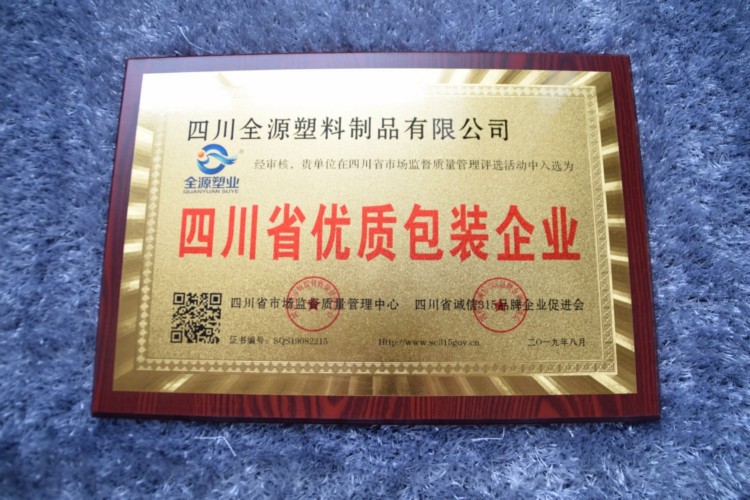 四川全源塑料制品有限公司
经审核，贵单位在四川省市场监督质量管理评选活动中入选为
全源塑业
QUANYUAN SUYE
四川省优质包装企业
四川省市场监督质量管理中心 四川省诚信315品牌企业促进会
证书编号：SQS19082215 Http://www.sc315gov.cn 二〇一九年八月